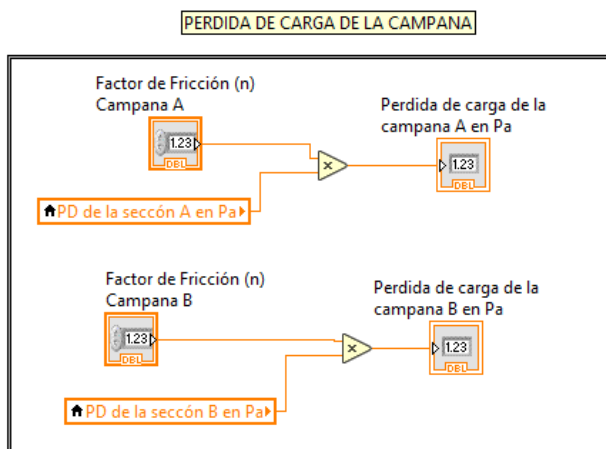 PERDIDA DE CARGA DE LA CAMPANA
Factor de Fricción (n)
Campana A
1.23
DBL
PD de la seccón A en Pa
×
Perdida de carga de la
campana A en Pa
1.23
DBL
Factor de Fricción (n)
Campana B
1.23
DBL
PD de la seccón B en Pa
×
Perdida de carga de la
campana B en Pa
1.23
DBL